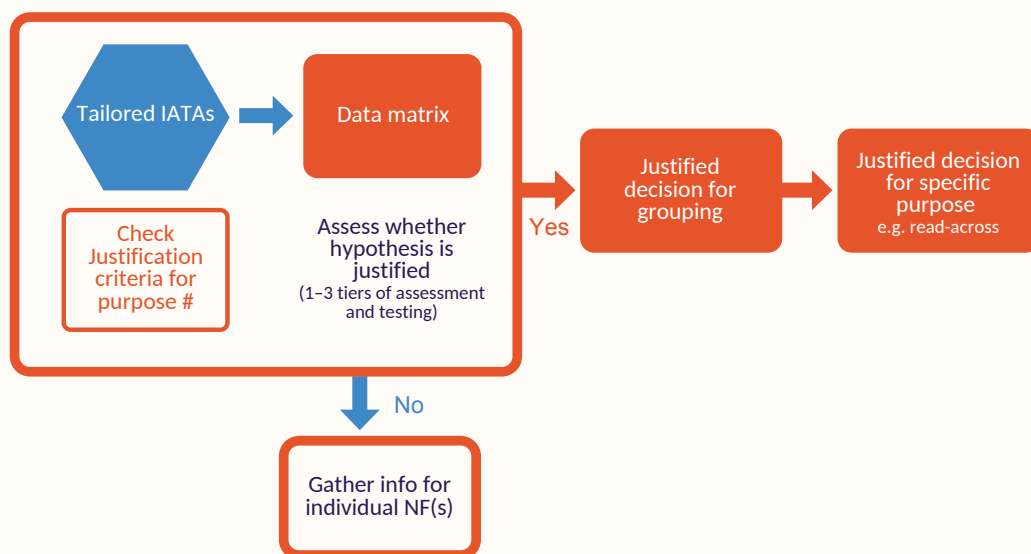 Tailored IATAs
Data matrix
Check
Justification
criteria for
purpose #
Assess whether
hypothesis is
justified
(1–3 tiers of assessment
and testing)
Yes
Justified
decision for
grouping
Justified decision
for specific
purpose
e.g. read-across
No
Gather info for
individual NF(s)